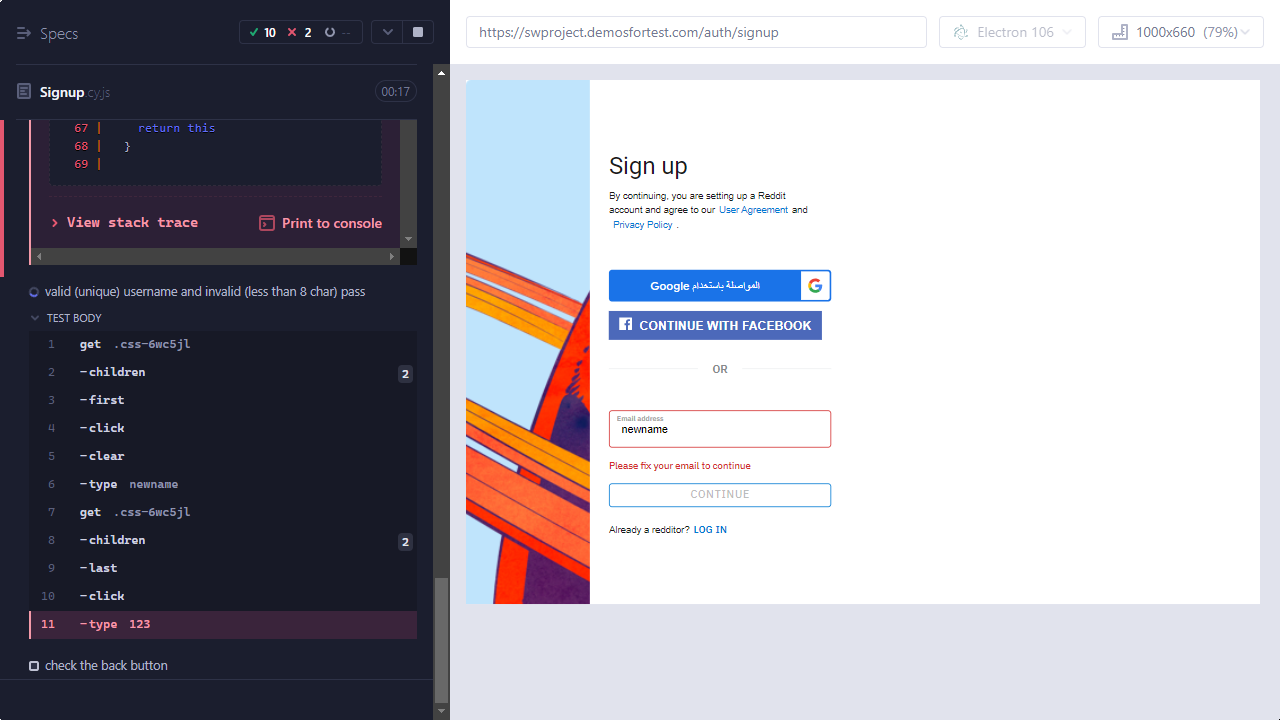 Specs
10 2 --
Signup.cy.js 00:17
67 | return this
68 | }
69 |
View stack trace Print to console
valid (unique) username and invalid (less than 8 char) pass
TEST BODY
1 get .css-6wc5jl
2 -children 2
3 -first
4 -click
5 -clear
6 -type newname
7 get .css-6wc5jl
8 -children 2
9 -last
10 -click
11 -type 123
check the back button
https://swproject.demosfortest.com/auth/signup
Electron 106
1000x660 (79%)
Sign up
By continuing, you are setting up a Reddit
account and agree to our User Agreement and
Privacy Policy .
المواصلة باستخدام Google
CONTINUE WITH FACEBOOK
OR
Email address
newname
Please fix your email to continue
CONTINUE
Already a redditor? LOG IN